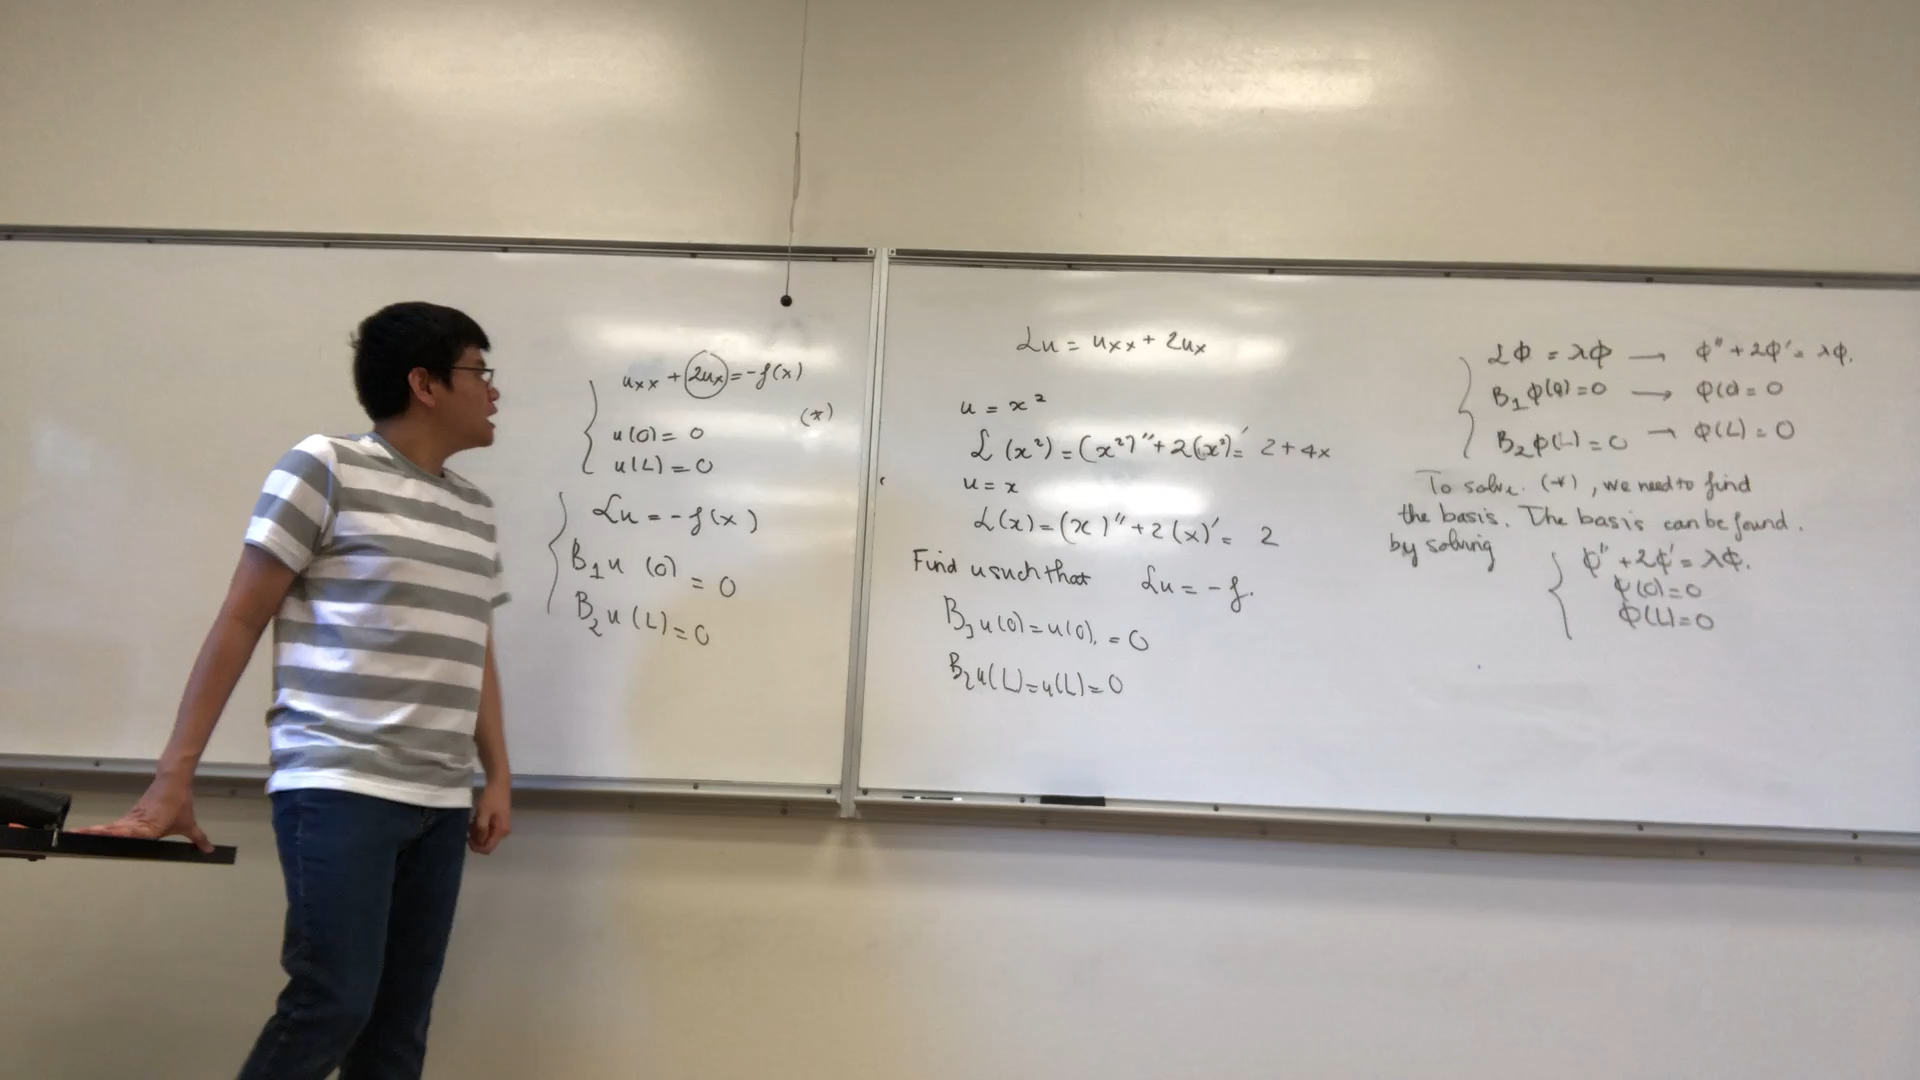 uxx + 2ux = -f(x)
(*)
u(0) = 0
u(L) = 0
ℒu = -f(x)
B₁u (0) = 0
B₂u(L) = 0
ℒu = uxx + 2ux
u = x²
ℒ(x²) = (x²)'' + 2(x²)' = 2 + 4x
u = x
ℒ(x) = (x)'' + 2(x)' = 2
Find u such that ℒu = -f.
B₁u(0) = u(0). = 0
B₂u(L) = u(L) = 0
ℒϕ = λϕ → ϕ'' + 2ϕ' = λϕ.
B₁ϕ(0) = 0 → ϕ(0) = 0
B₂ϕ(L) = 0 → ϕ(L) = 0
To solve. (*), we need to find
the basis. The basis can be found.
by solving
ϕ'' + 2ϕ' = λϕ.
ϕ(0) = 0
ϕ(L) = 0